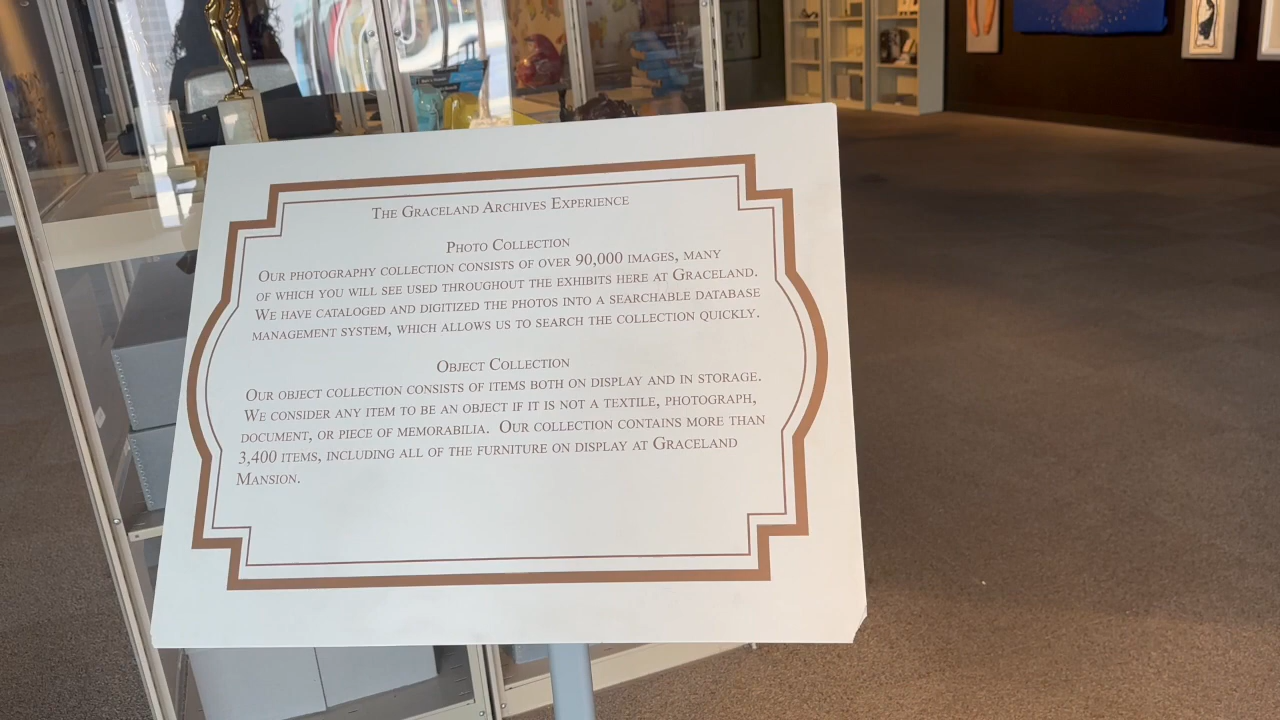 The Graceland Archives Experience
Photo Collection
Our photography collection consists of over 90,000 images, many
of which you will see used throughout the exhibits here at Graceland.
We have cataloged and digitized the photos into a searchable database
management system, which allows us to search the collection quickly.
Object Collection
Our object collection consists of items both on display and in storage.
We consider any item to be an object if it is not a textile, photograph,
document, or piece of memorabilia. Our collection contains more than
3,400 items, including all of the furniture on display at Graceland
Mansion.